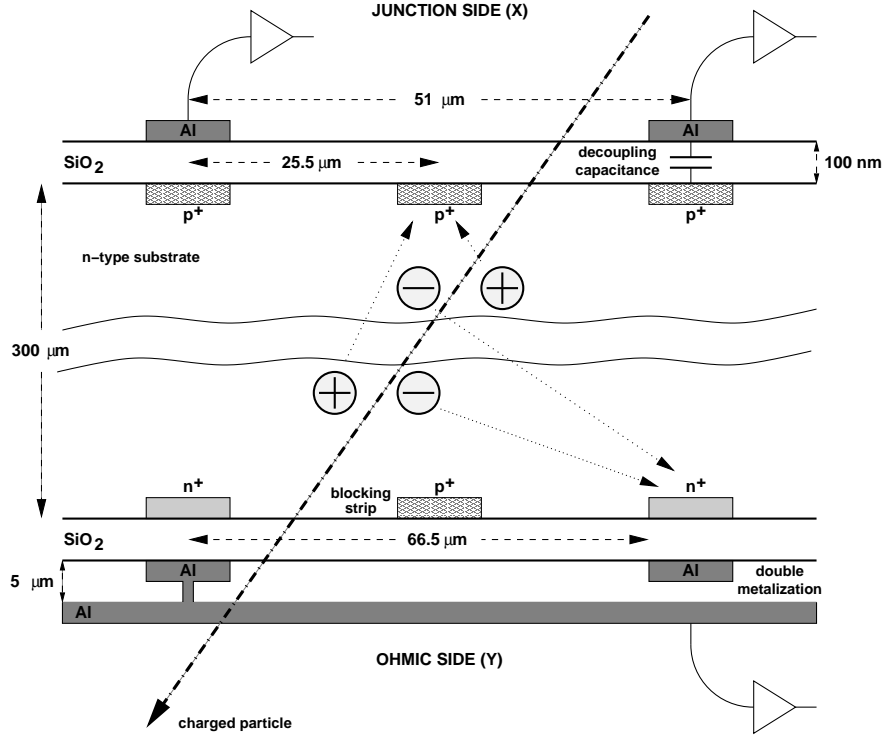 JUNCTION SIDE (X)
51 μm
Al
Al
SiO2
25.5 μm
decoupling
capacitance
100 nm
p+
p+
p+
n-type substrate
300 μm
n+
blocking
strip
p+
n+
SiO2
66.5 μm
5 μm
Al
Al
double
metalization
Al
OHMIC SIDE (Y)
charged particle